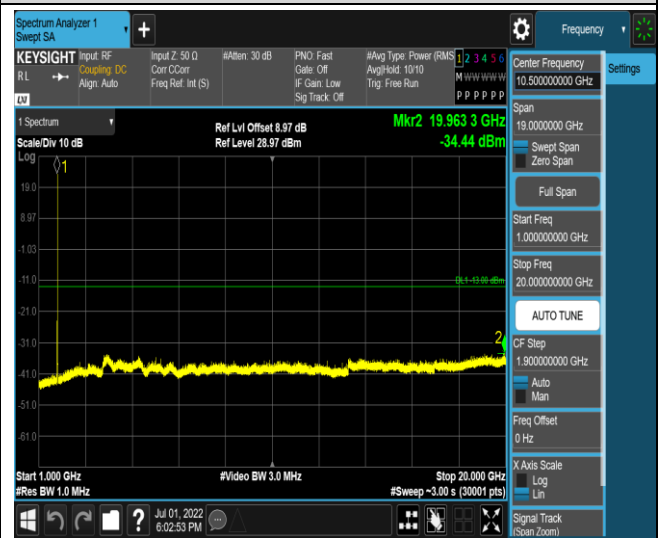 Spectrum Analyzer 1
Swept SA
+
Frequency
KEYSIGHT
Input: RF
Coupling: DC
Align: Auto
Input Z: 50 Ω
Corr CCorr
Freq Ref: Int (S)
#Atten: 30 dB
PNO: Fast
Gate: Off
IF Gain: Low
Sig Track: Off
#Avg Type: Power (RMS
Avg|Hold: 10/10
Trig: Free Run
1 2 3 4 5 6
M W W W W W
P P P P P P
R L
LXI
Center Frequency
10.500000000 GHz
Settings
Span
19.0000000 GHz
Swept Span
Zero Span
Full Span
Start Freq
1.000000000 GHz
Stop Freq
20.000000000 GHz
AUTO TUNE
CF Step
1.900000000 GHz
Auto
Man
Freq Offset
0 Hz
X Axis Scale
Log
Lin
Signal Track
(Span Zoom)
1 Spectrum
Scale/Div 10 dB
Ref Lvl Offset 8.97 dB
Ref Level 28.97 dBm
Mkr2 19.963 3 GHz
-34.44 dBm
Log
1
19.0
8.97
-1.03
-11.0
DL1 -13.00 dBm
-21.0
-31.0
2
-41.0
-51.0
-61.0
Start 1.000 GHz
#Res BW 1.0 MHz
#Video BW 3.0 MHz
Stop 20.000 GHz
#Sweep ~3.00 s (30001 pts)
?
Jul 01, 2022
6:02:53 PM